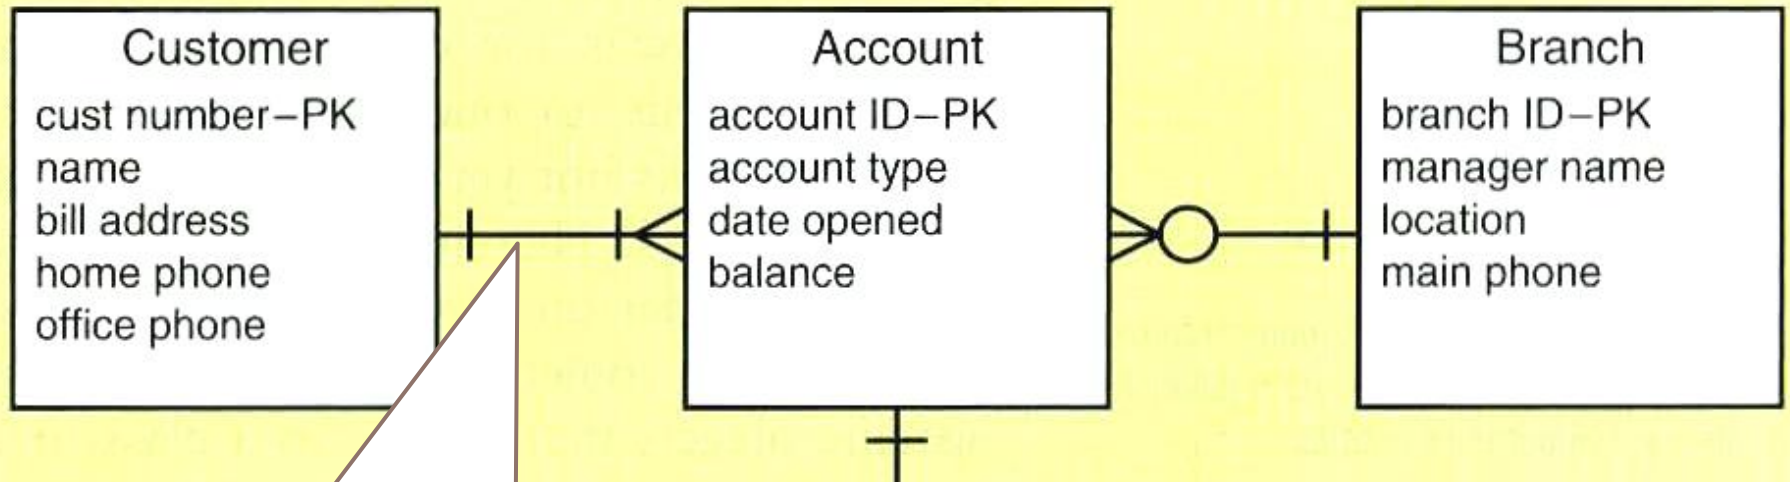 Customer
cust number–PK
name
bill address
home phone
office phone
Account
account ID–PK
account type
date opened
balance
Branch
branch ID–PK
manager name
location
main phone